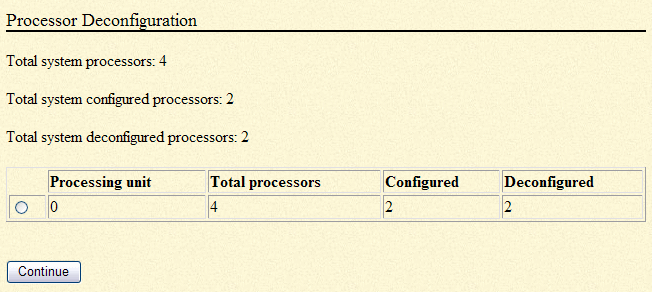 Processor Deconfiguration
Total system processors: 4
Total system configured processors: 2
Total system deconfigured processors: 2
Processing unit Total processors Configured Deconfigured
0 4 2 2
Continue